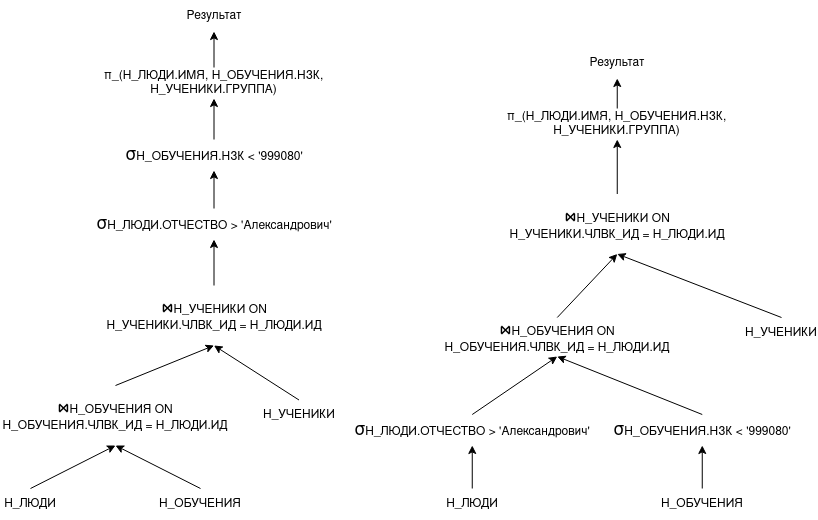 Результат
π_(Н_ЛЮДИ.ИМЯ, Н_ОБУЧЕНИЯ.НЗК,
Н_УЧЕНИКИ.ГРУППА)
σН_ОБУЧЕНИЯ.НЗК < '999080'
σН_ЛЮДИ.ОТЧЕСТВО > 'Александрович'
⋈Н_УЧЕНИКИ ON
Н_УЧЕНИКИ.ЧЛВК_ИД = Н_ЛЮДИ.ИД
⋈Н_ОБУЧЕНИЯ ON
Н_ОБУЧЕНИЯ.ЧЛВК_ИД = Н_ЛЮДИ.ИД
Н_УЧЕНИКИ
Н_ЛЮДИ
Н_ОБУЧЕНИЯ
Результат
π_(Н_ЛЮДИ.ИМЯ, Н_ОБУЧЕНИЯ.НЗК,
Н_УЧЕНИКИ.ГРУППА)
⋈Н_УЧЕНИКИ ON
Н_УЧЕНИКИ.ЧЛВК_ИД = Н_ЛЮДИ.ИД
⋈Н_ОБУЧЕНИЯ ON
Н_ОБУЧЕНИЯ.ЧЛВК_ИД = Н_ЛЮДИ.ИД
Н_УЧЕНИКИ
σН_ЛЮДИ.ОТЧЕСТВО > 'Александрович'
σН_ОБУЧЕНИЯ.НЗК < '999080'
Н_ЛЮДИ
Н_ОБУЧЕНИЯ